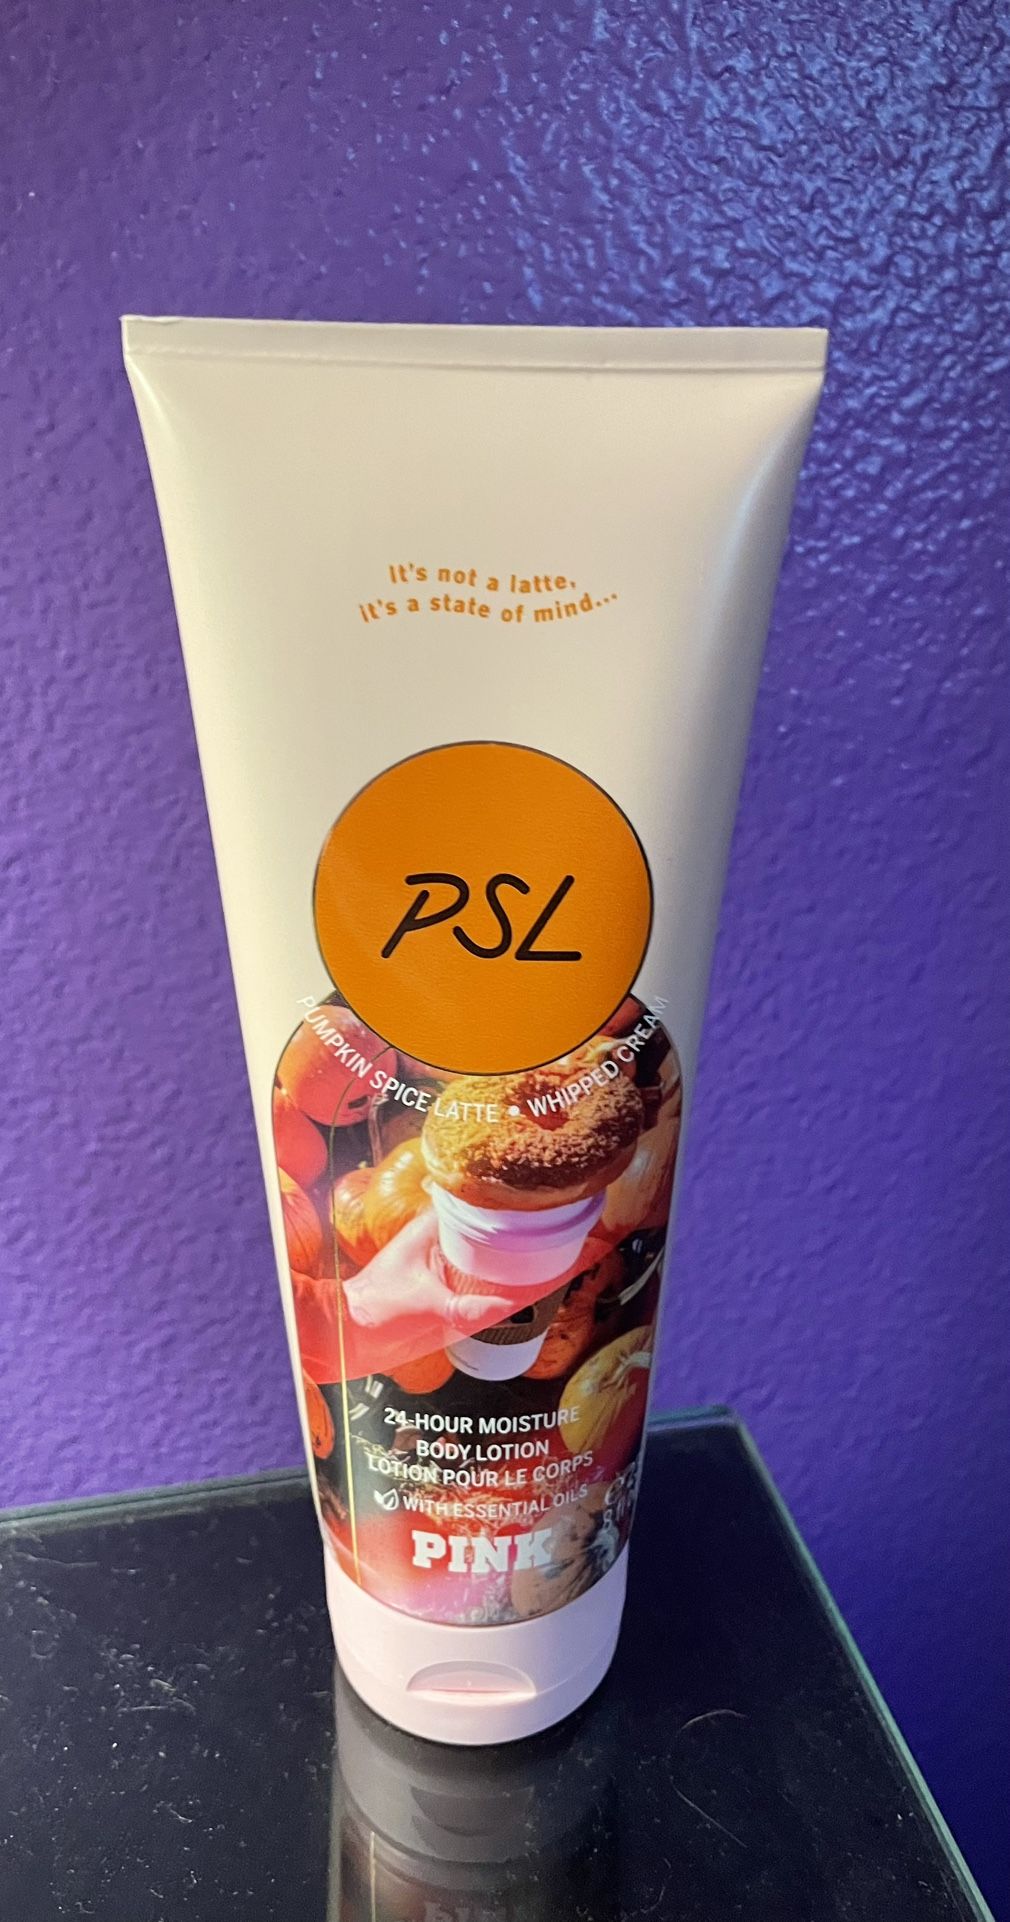 It's not a latte,
it's a state of mind...
PSL
PUMPKIN SPICE LATTE • WHIPPED CREAM
24-HOUR MOISTURE
BODY LOTION
LOTION POUR LE CORPS
WITH ESSENTIAL OILS
PINK